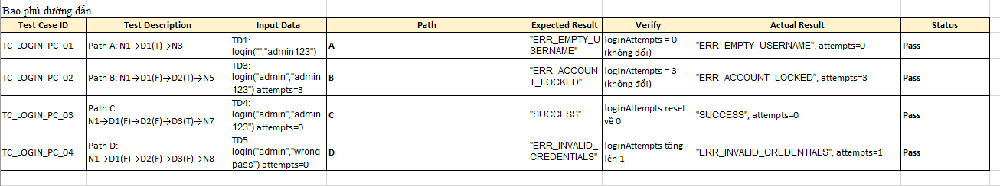 Bao phủ đường dẫn
Test Case ID Test Description Input Data Path Expected Result Verify Actual Result Status
TC_LOGIN_PC_01 Path A: N1→D1(T)→N3 TD1: login("","admin123") A "ERR_EMPTY_USERNAME" loginAttempts = 0 (không đổi) "ERR_EMPTY_USERNAME", attempts=0 Pass
TC_LOGIN_PC_02 Path B: N1→D1(F)→D2(T)→N5 TD3: login("admin","admin123") attempts=3 B "ERR_ACCOUNT_LOCKED" loginAttempts = 3 (không đổi) "ERR_ACCOUNT_LOCKED", attempts=3 Pass
TC_LOGIN_PC_03 Path C: N1→D1(F)→D2(F)→D3(T)→N7 TD4: login("admin","admin123") attempts=0 C "SUCCESS" loginAttempts reset về 0 "SUCCESS", attempts=0 Pass
TC_LOGIN_PC_04 Path D: N1→D1(F)→D2(F)→D3(F)→N8 TD5: login("admin","wrongpass") attempts=0 D "ERR_INVALID_CREDENTIALS" loginAttempts tăng lên 1 "ERR_INVALID_CREDENTIALS", attempts=1 Pass